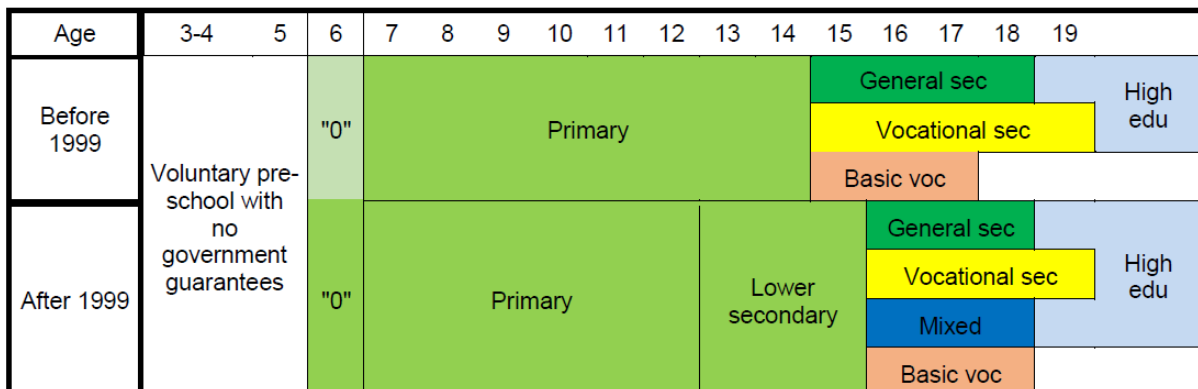 Age 3-4 5 6 7 8 9 10 11 12 13 14 15 16 17 18 19
Before
1999
Voluntary pre-
school with
no
government
guarantees
"0"
Primary
General sec
Vocational sec
Basic voc
High
edu
After 1999
"0"
Primary
Lower
secondary
General sec
Vocational sec
Mixed
Basic voc
High
edu